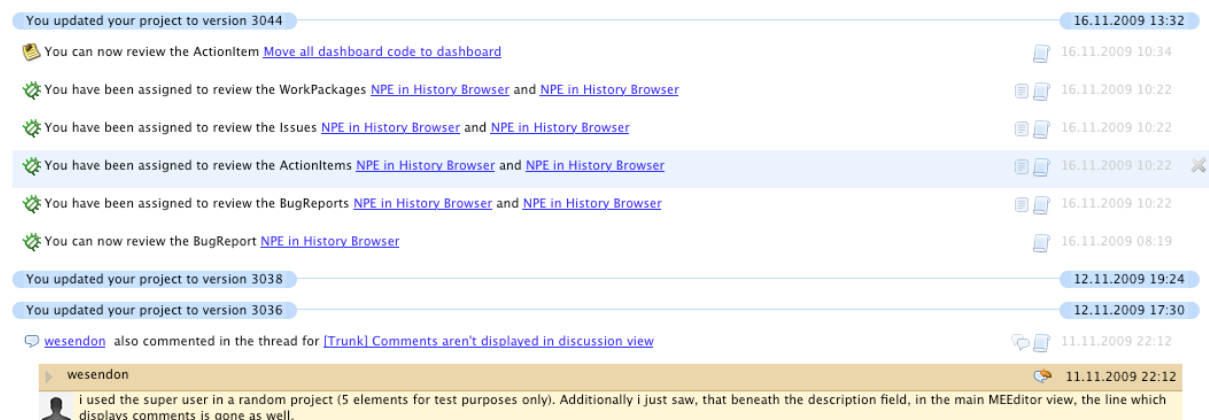 You updated your project to version 3044 16.11.2009 13:32
You can now review the ActionItem Move all dashboard code to dashboard 16.11.2009 10:34
You have been assigned to review the WorkPackages NPE in History Browser and NPE in History Browser 16.11.2009 10:22
You have been assigned to review the Issues NPE in History Browser and NPE in History Browser 16.11.2009 10:22
You have been assigned to review the ActionItems NPE in History Browser and NPE in History Browser 16.11.2009 10:22
You have been assigned to review the BugReports NPE in History Browser and NPE in History Browser 16.11.2009 10:22
You can now review the BugReport NPE in History Browser 16.11.2009 08:19
You updated your project to version 3038 12.11.2009 19:24
You updated your project to version 3036 12.11.2009 17:30
wesendon also commented in the thread for [Trunk] Comments aren't displayed in discussion view 11.11.2009 22:12
wesendon 11.11.2009 22:12
i used the super user in a random project (5 elements for test purposes only). Additionally i just saw, that beneath the description field, in the main MEEditor view, the line which
displays comments is gone as well.